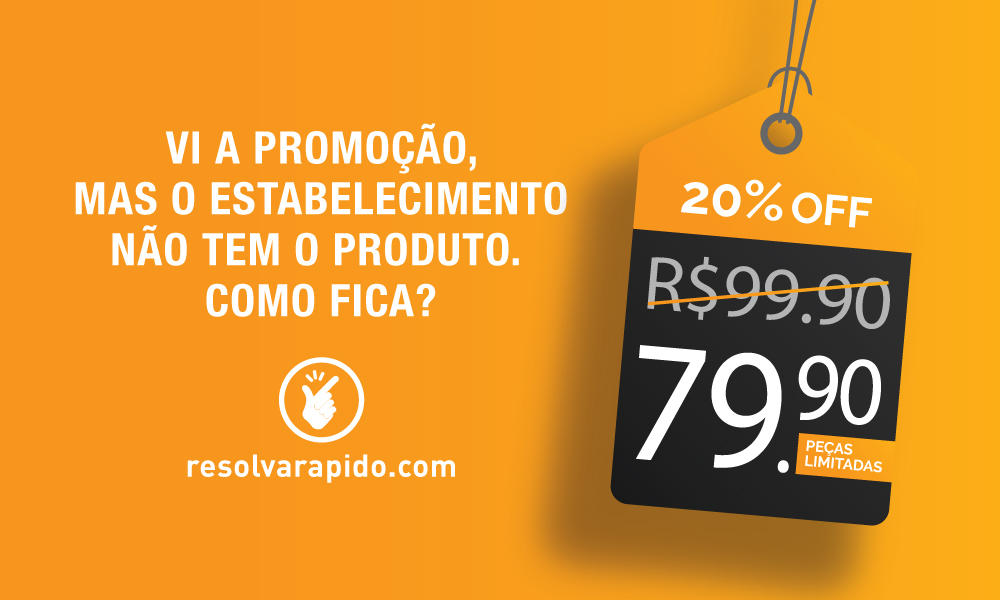 VI A PROMOÇÃO,
MAS O ESTABELECIMENTO
NÃO TEM O PRODUTO.
COMO FICA?
resolvarapido.com
20% OFF
R$99.90
79.90
PEÇAS
LIMITADAS